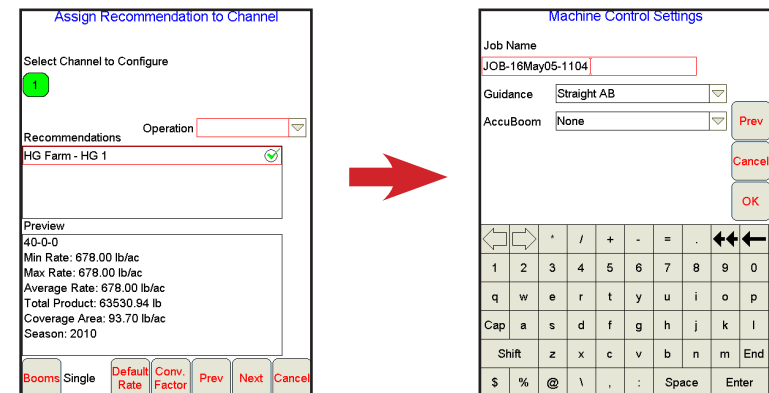 Assign Recommendation to Channel
Select Channel to Configure
1
Operation
Recommendations
HG Farm - HG 1
Preview
40-0-0
Min Rate: 678.00 lb/ac
Max Rate: 678.00 lb/ac
Average Rate: 678.00 lb/ac
Total Product: 63530.94 lb
Coverage Area: 93.70 lb/ac
Season: 2010
Booms Single Default Rate Conv. Factor Prev Next Cancel
Machine Control Settings
Job Name
JOB-16May05-1104
Guidance Straight AB
AccuBoom None
Prev
Cancel
OK
* / + - = .
1 2 3 4 5 6 7 8 9 0
q w e r t y u i o p
Cap a s d f g h j k l
Shift z x c v b n m End
$ % @ \ , : Space Enter